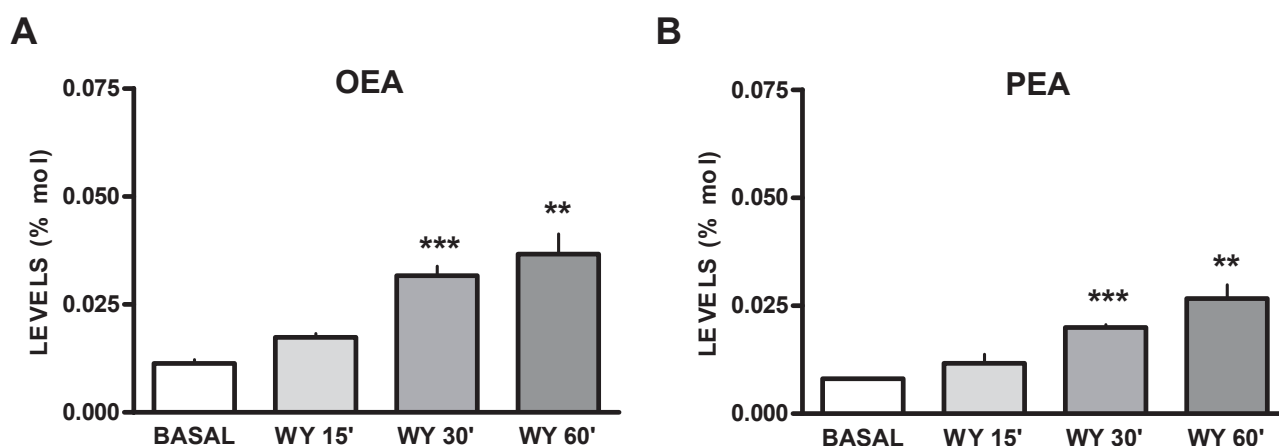 A
OEA
LEVELS (% mol)
0.075
0.050
0.025
0.000
***
**
BASAL WY 15' WY 30' WY 60'
B
PEA
LEVELS (% mol)
0.075
0.050
0.025
0.000
***
**
BASAL WY 15' WY 30' WY 60'